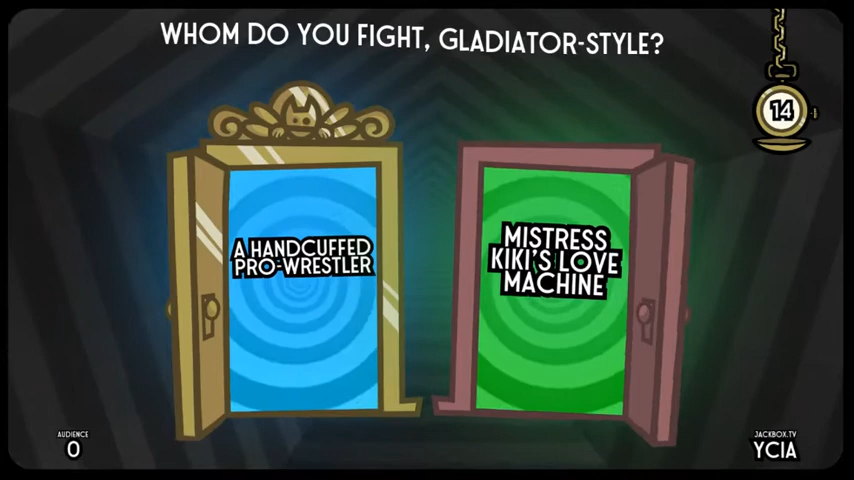 WHOM DO YOU FIGHT, GLADIATOR-STYLE?
14
A HANDCUFFED
PRO-WRESTLER
MISTRESS
KIKI'S LOVE
MACHINE
AUDIENCE
0
JACKBOX.TV
YCIA